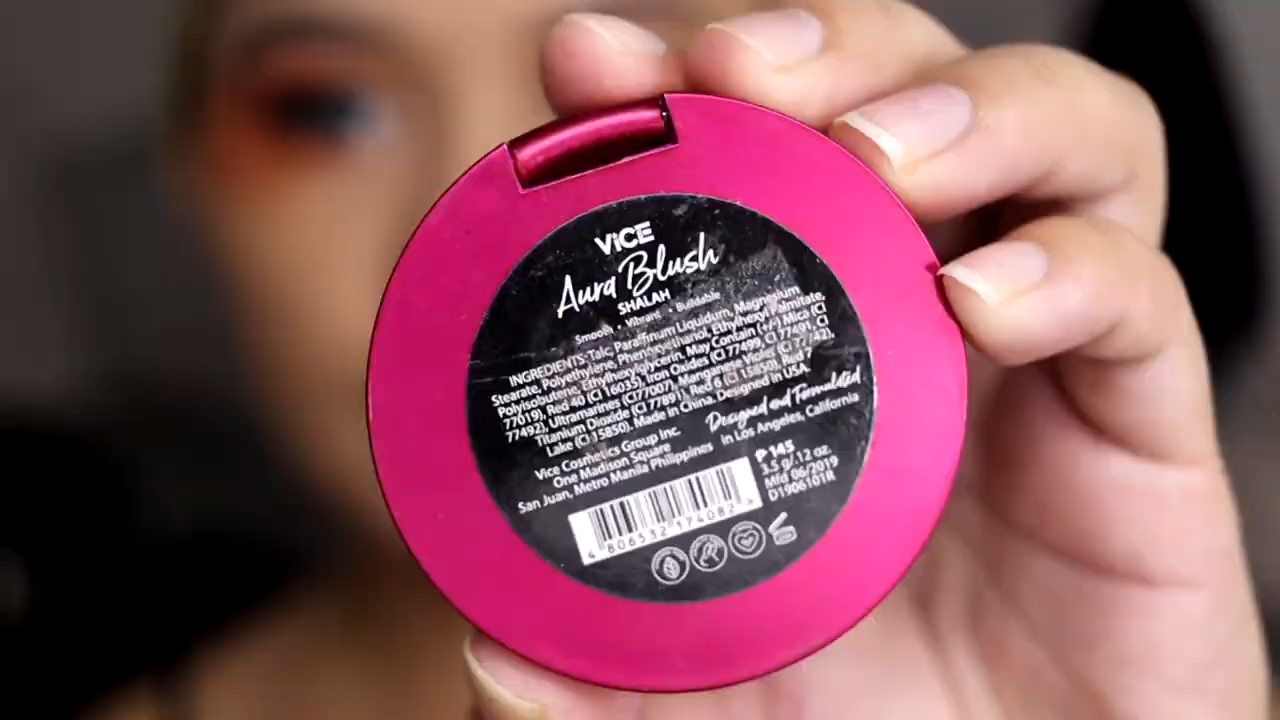 ViCE
Aura Blush
SHALAH
Smooth • Vibrant • Buildable
INGREDIENTS: Talc, Paraffinum Liquidum, Magnesium
Stearate, Polyethylene, Phenoxyethanol, Ethylhexyl Palmitate,
Polyisobutene, Ethylhexylglycerin. May Contain (+/-) Mica (CI
77019), Red 40 (CI 16035), Iron Oxides (CI 77499, CI 77491, CI
77492), Ultramarines (CI77007), Manganese Violet (CI 77742),
Titanium Dioxide (CI 77891), Red 6 (CI 15850), Red 7
Lake (CI 15850). Made in China. Designed in USA.
Vice Cosmetics Group Inc.
One Madison Square
San Juan, Metro Manila Philippines
Designed and Formulated
in Los Angeles, California
₱145
3.5 g/.12 oz.
Mfd 06/2019
D1906101R
4 806532 174082 >